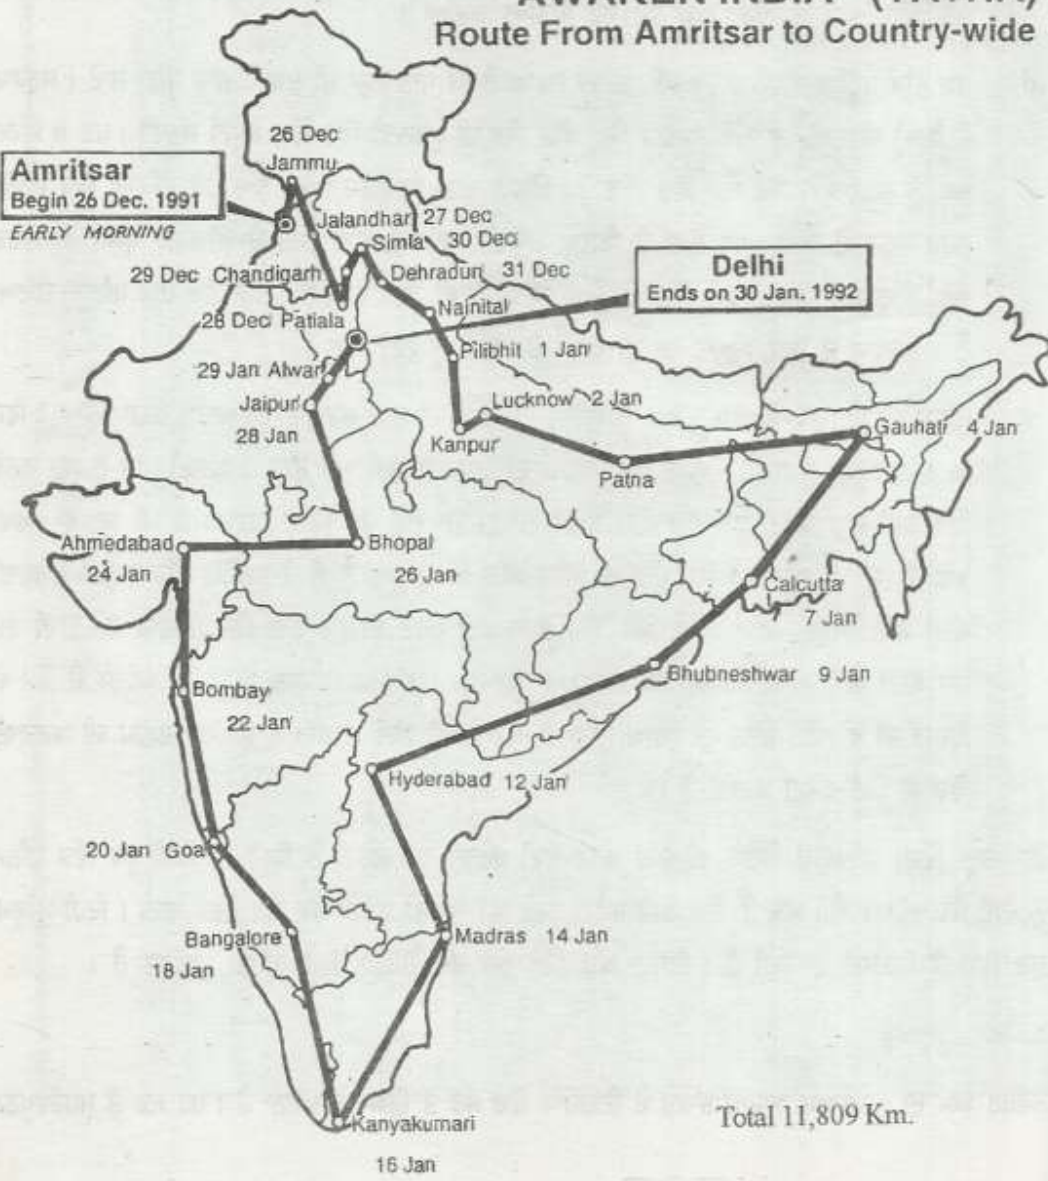 Route From Amritsar to Country-wide
26 Dec
Jammu
Amritsar
Begin 26 Dec. 1991
EARLY MORNING
Jalandhar 27 Dec
Simla 30 Dec
29 Dec Chandigarh
Dehradun 31 Dec
Delhi
Ends on 30 Jan. 1992
28 Dec Patiala
Nainital
Pilibhit 1 Jan
29 Jan Alwar
Jaipur
28 Jan
Lucknow 2 Jan
Kanpur
Gauhati 4 Jan
Patna
Ahmedabad
24 Jan
Bhopal
26 Jan
Calcutta
7 Jan
Bhubneshwar 9 Jan
Bombay
22 Jan
Hyderabad 12 Jan
20 Jan Goa
Bangalore
18 Jan
Madras 14 Jan
Kanyakumari
16 Jan
Total 11,809 Km.